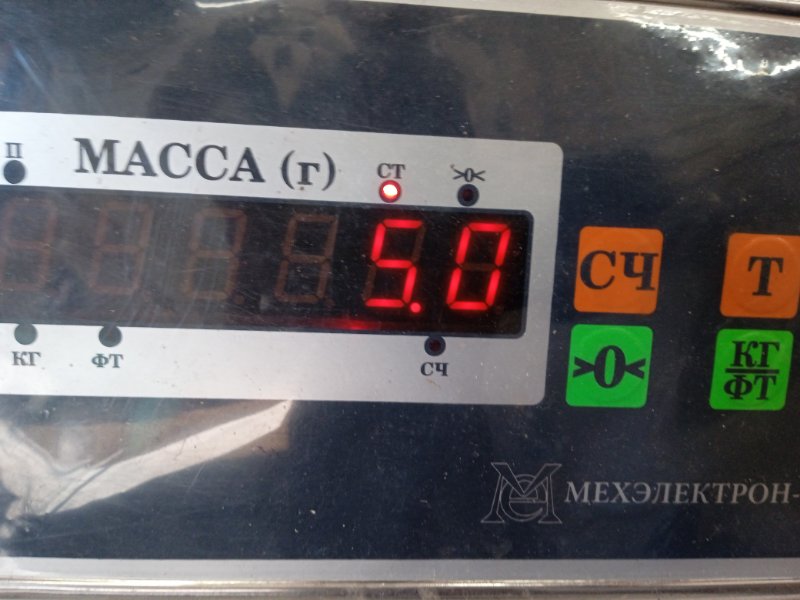 П МАССА (г) СТ >0<
5.0
КГ ФТ СЧ
СЧ Т
>0< КГ/ФТ
МЕХЭЛЕКТРОН-